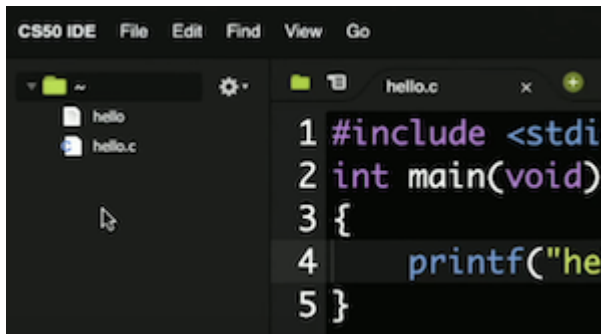 CS50 IDE File Edit Find View Go
~
hello
hello.c
hello.c ×
1 #include <stdi
2 int main(void)
3 {
4 printf("he
5 }